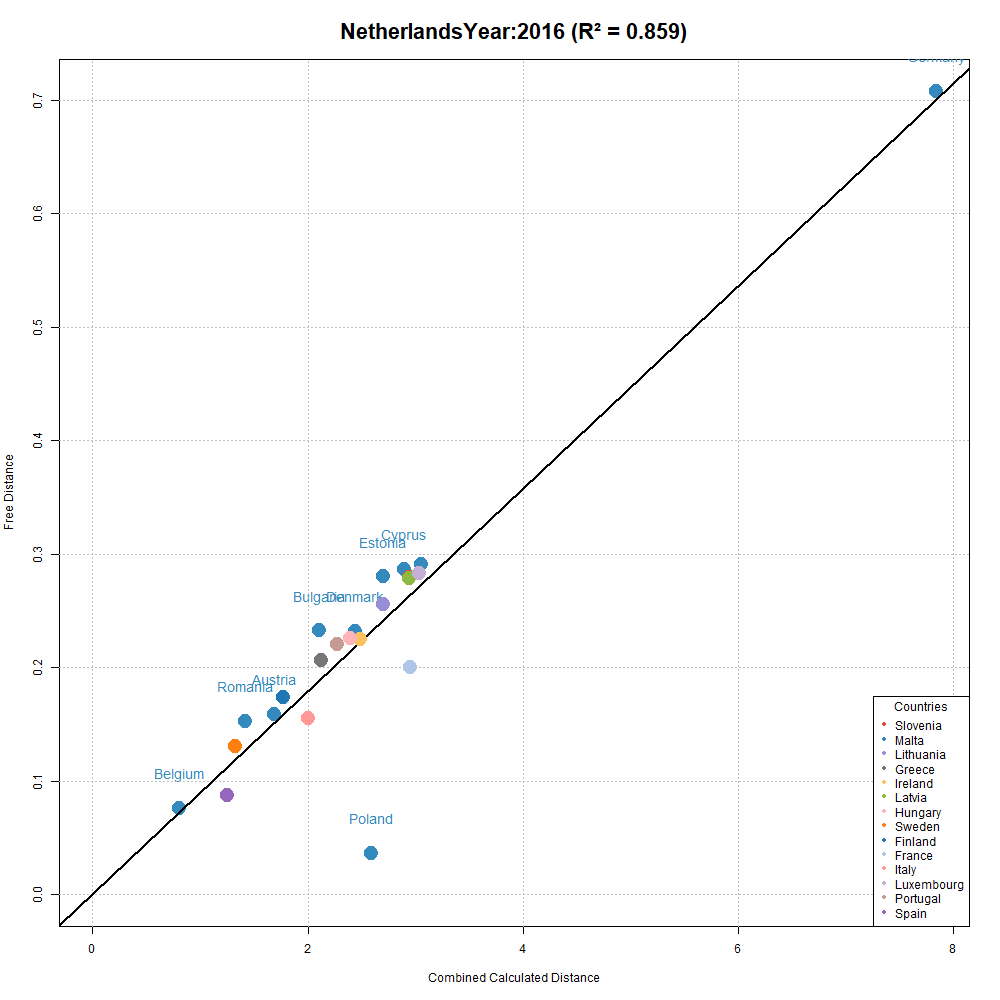 NetherlandsYear:2016 (R² = 0.859)
Germany
0.7
0.6
0.5
0.4
0.3
0.2
0.1
0.0
Free Distance
Cyprus
Estonia
Bulgaria
Denmark
Austria
Romania
Belgium
Poland
Countries
Slovenia
Malta
Lithuania
Greece
Ireland
Latvia
Hungary
Sweden
Finland
France
Italy
Luxembourg
Portugal
Spain
0 2 4 6 8
Combined Calculated Distance